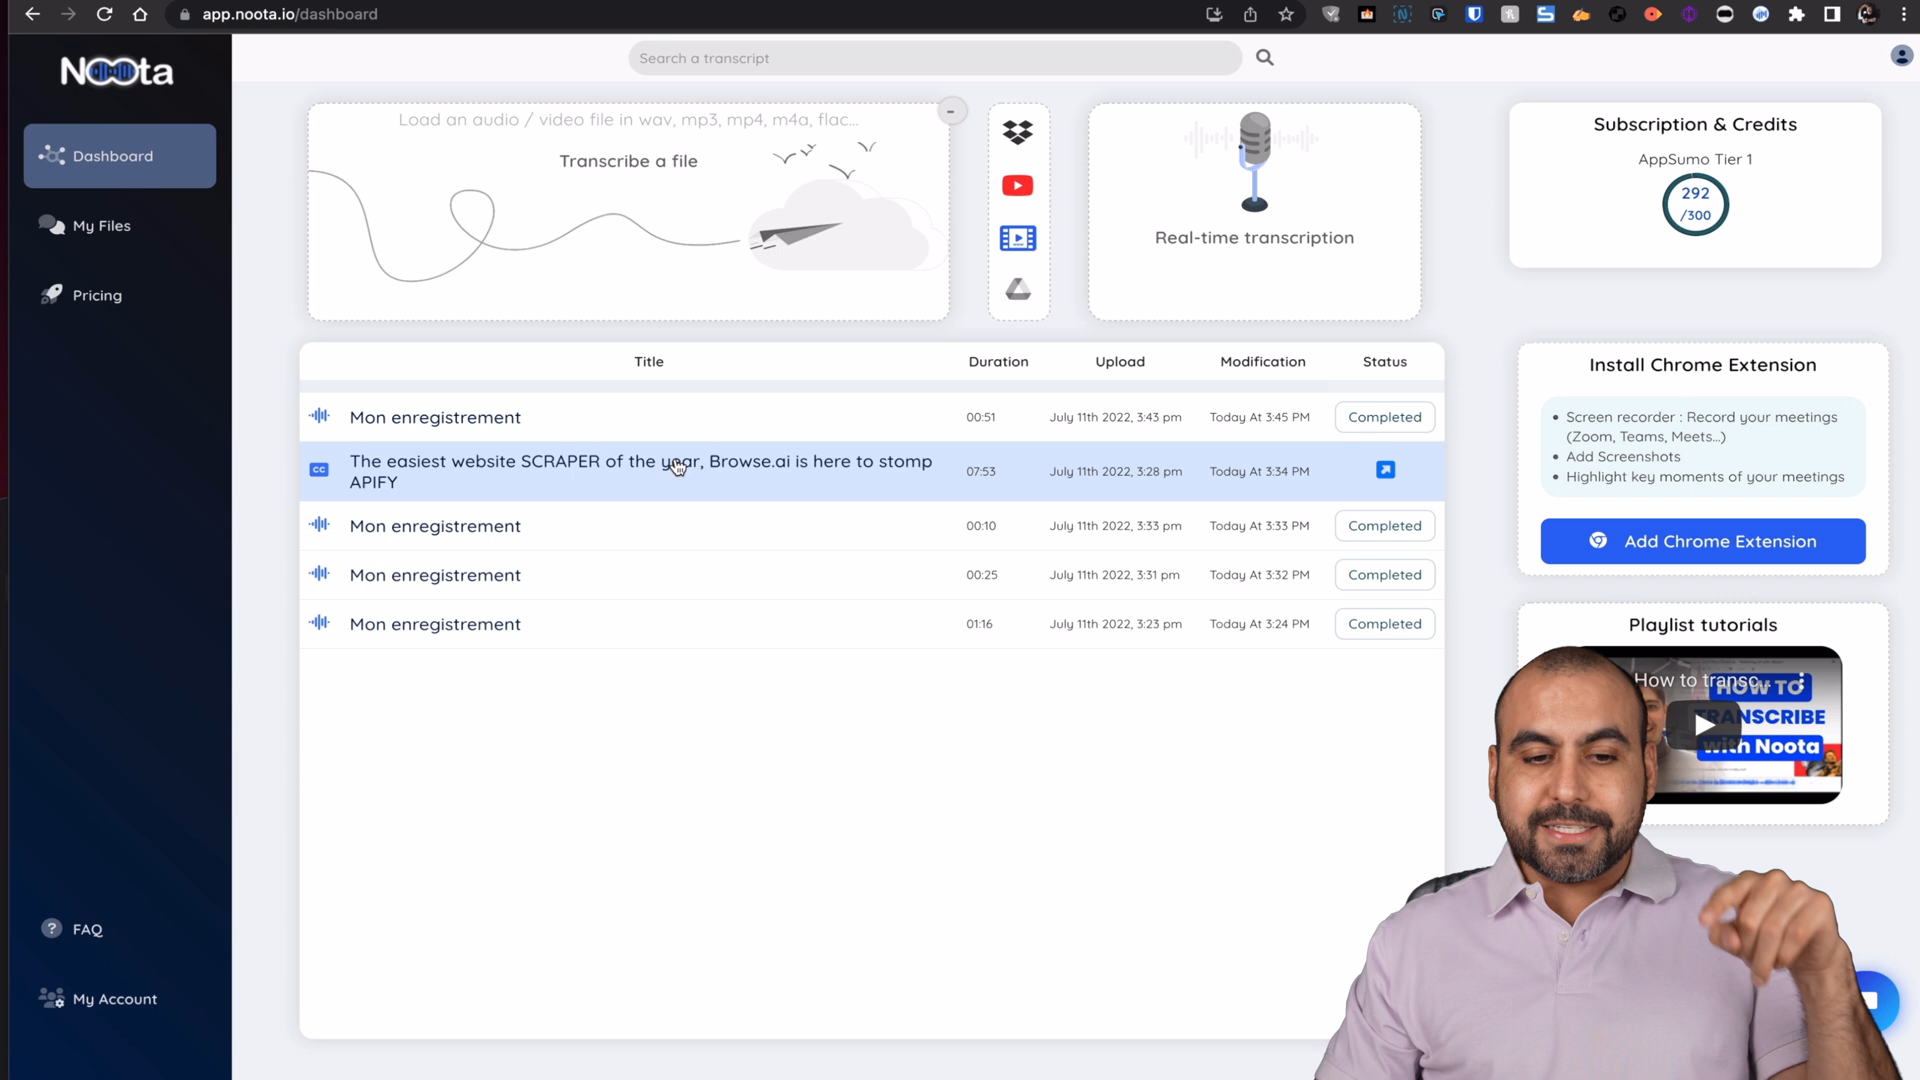 app.noota.io/dashboard
Noota
Search a transcript
Dashboard
My Files
Pricing
FAQ
My Account
Load an audio / video file in wav, mp3, mp4, m4a, flac...
Transcribe a file
Real-time transcription
Subscription & Credits
AppSumo Tier 1
292
/300
Title Duration Upload Modification Status
Mon enregistrement 00:51 July 11th 2022, 3:43 pm Today At 3:45 PM Completed
CC The easiest website SCRAPER of the year, Browse.ai is here to stomp
APIFY 07:53 July 11th 2022, 3:28 pm Today At 3:34 PM
Mon enregistrement 00:10 July 11th 2022, 3:33 pm Today At 3:33 PM Completed
Mon enregistrement 00:25 July 11th 2022, 3:31 pm Today At 3:32 PM Completed
Mon enregistrement 01:16 July 11th 2022, 3:23 pm Today At 3:24 PM Completed
Install Chrome Extension
Screen recorder : Record your meetings
(Zoom, Teams, Meets...)
Add Screenshots
Highlight key moments of your meetings
Add Chrome Extension
Playlist tutorials
How to transc...
HOW TO
TRANSCRIBE
with Noota